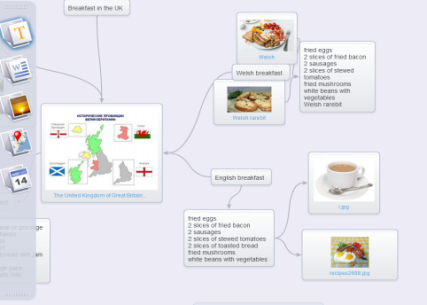 Breakfast in the UK
T
W
14
Welsh
Welsh breakfast
Welsh rarebit
fried eggs
2 slices of fried bacon
2 sausages
2 slices of stewed
tomatoes
fried mushrooms
white beans with
vegetables
Welsh rarebit
ИСТОРИЧЕСКИЕ ПРОВИНЦИИ
ВЕЛИКОБРИТАНИИ
The United Kingdom of Great Britain...
English breakfast
fried eggs
2 slices of fried bacon
2 sausages
2 slices of stewed tomatoes
2 slices of toasted bread
fried mushrooms
white beans with vegetables
r.jpg